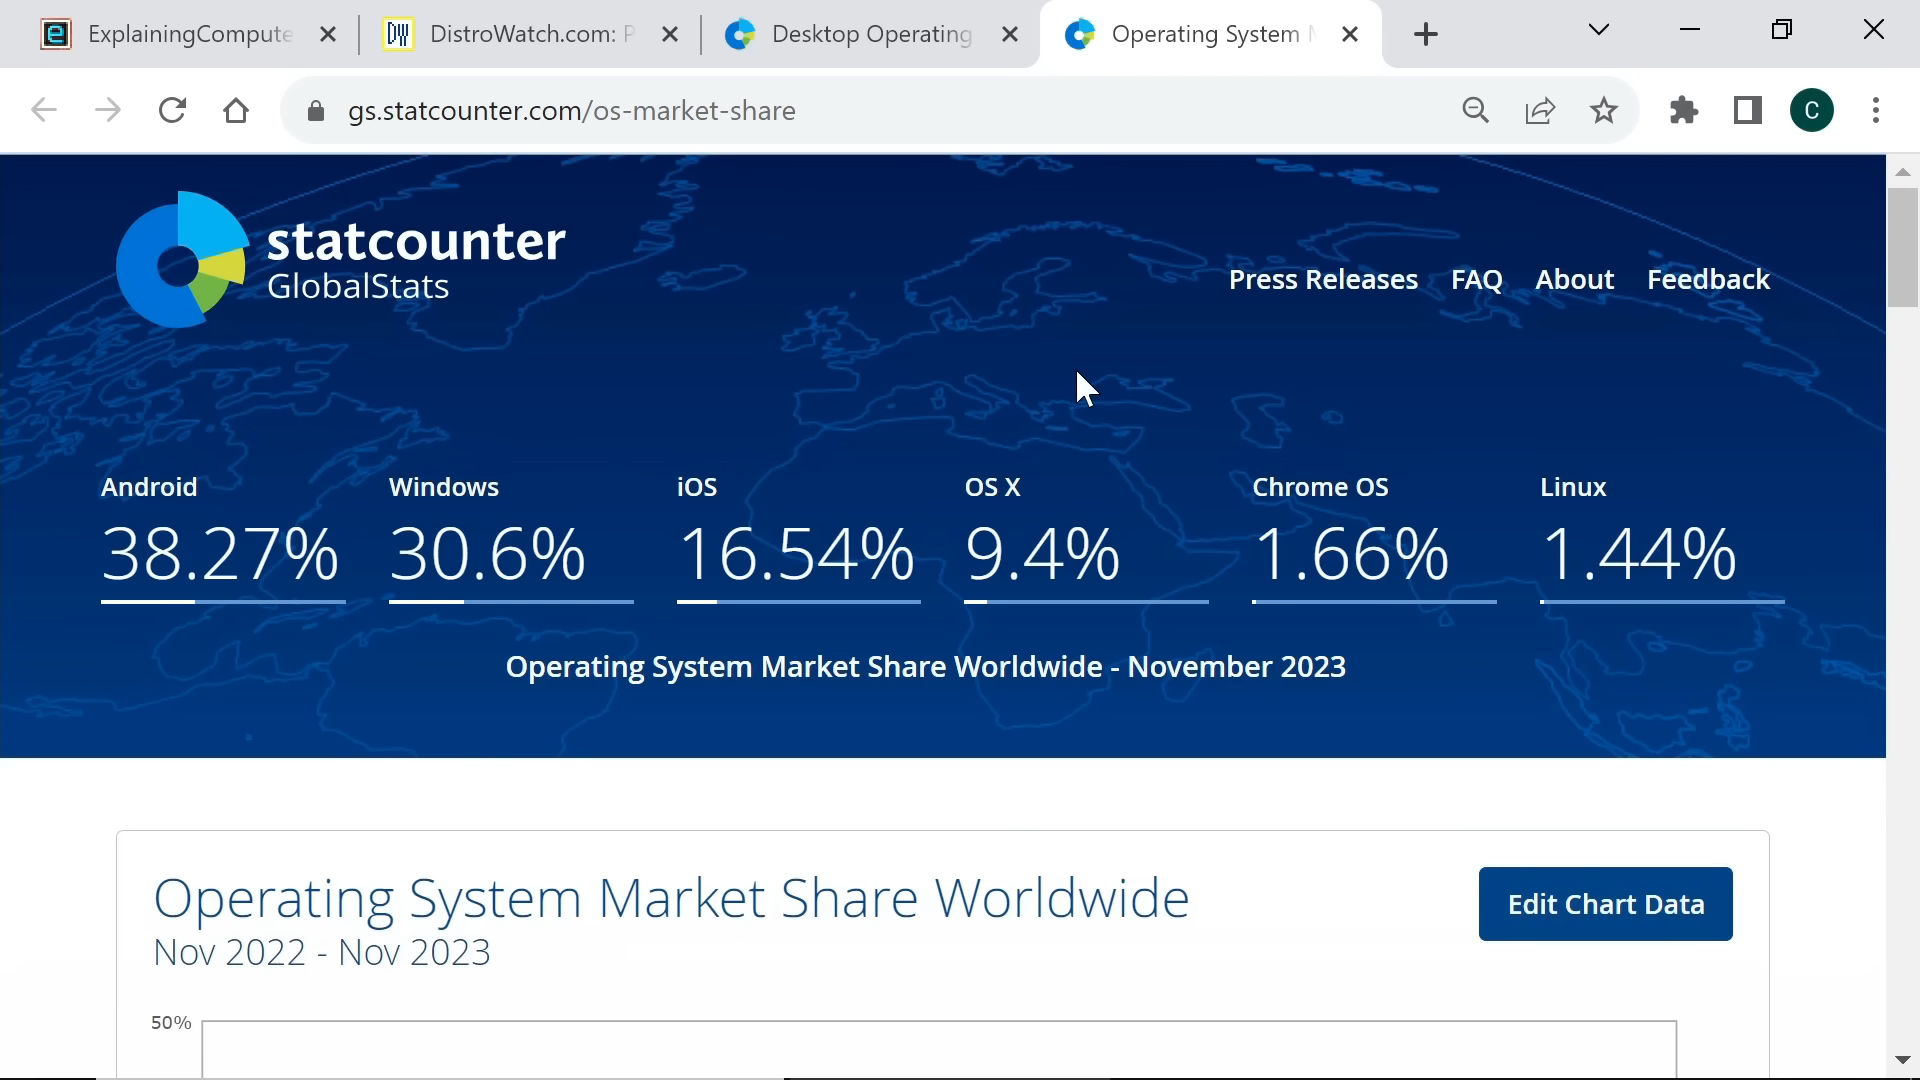 ExplainingCompute
DistroWatch.com: P
Desktop Operating
Operating System
gs.statcounter.com/os-market-share
C
statcounter
GlobalStats
Press Releases FAQ About Feedback
Android Windows iOS OS X Chrome OS Linux
38.27% 30.6% 16.54% 9.4% 1.66% 1.44%
Operating System Market Share Worldwide - November 2023
Operating System Market Share Worldwide
Edit Chart Data
Nov 2022 - Nov 2023
50%